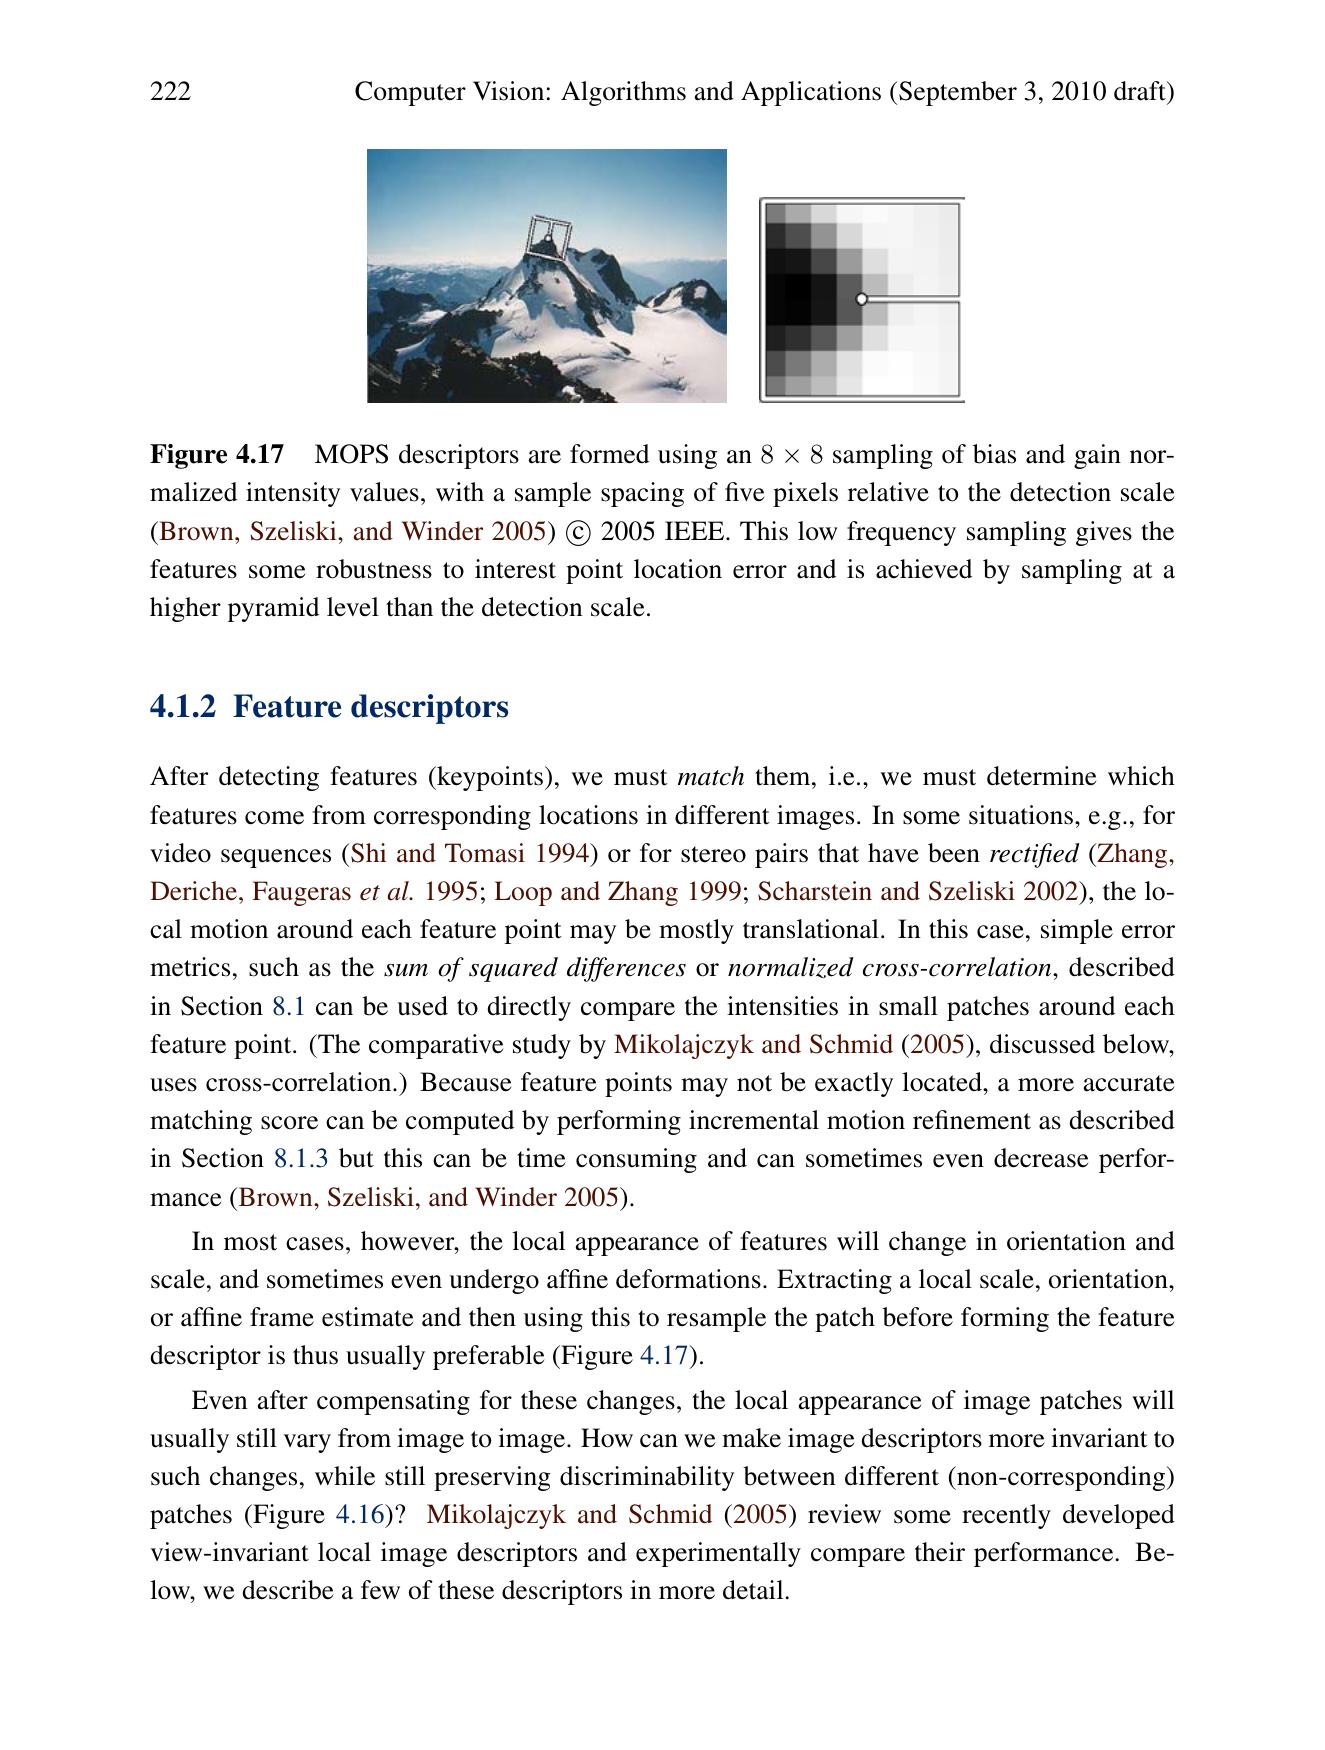 222 Computer Vision: Algorithms and Applications (September 3, 2010 draft)
Figure 4.17 MOPS descriptors are formed using an 8 × 8 sampling of bias and gain nor-
malized intensity values, with a sample spacing of five pixels relative to the detection scale
(Brown, Szeliski, and Winder 2005) © 2005 IEEE. This low frequency sampling gives the
features some robustness to interest point location error and is achieved by sampling at a
higher pyramid level than the detection scale.
4.1.2 Feature descriptors
After detecting features (keypoints), we must match them, i.e., we must determine which
features come from corresponding locations in different images. In some situations, e.g., for
video sequences (Shi and Tomasi 1994) or for stereo pairs that have been rectified (Zhang,
Deriche, Faugeras et al. 1995; Loop and Zhang 1999; Scharstein and Szeliski 2002), the lo-
cal motion around each feature point may be mostly translational. In this case, simple error
metrics, such as the sum of squared differences or normalized cross-correlation, described
in Section 8.1 can be used to directly compare the intensities in small patches around each
feature point. (The comparative study by Mikolajczyk and Schmid (2005), discussed below,
uses cross-correlation.) Because feature points may not be exactly located, a more accurate
matching score can be computed by performing incremental motion refinement as described
in Section 8.1.3 but this can be time consuming and can sometimes even decrease perfor-
mance (Brown, Szeliski, and Winder 2005).
In most cases, however, the local appearance of features will change in orientation and
scale, and sometimes even undergo affine deformations. Extracting a local scale, orientation,
or affine frame estimate and then using this to resample the patch before forming the feature
descriptor is thus usually preferable (Figure 4.17).
Even after compensating for these changes, the local appearance of image patches will
usually still vary from image to image. How can we make image descriptors more invariant to
such changes, while still preserving discriminability between different (non-corresponding)
patches (Figure 4.16)? Mikolajczyk and Schmid (2005) review some recently developed
view-invariant local image descriptors and experimentally compare their performance. Be-
low, we describe a few of these descriptors in more detail.